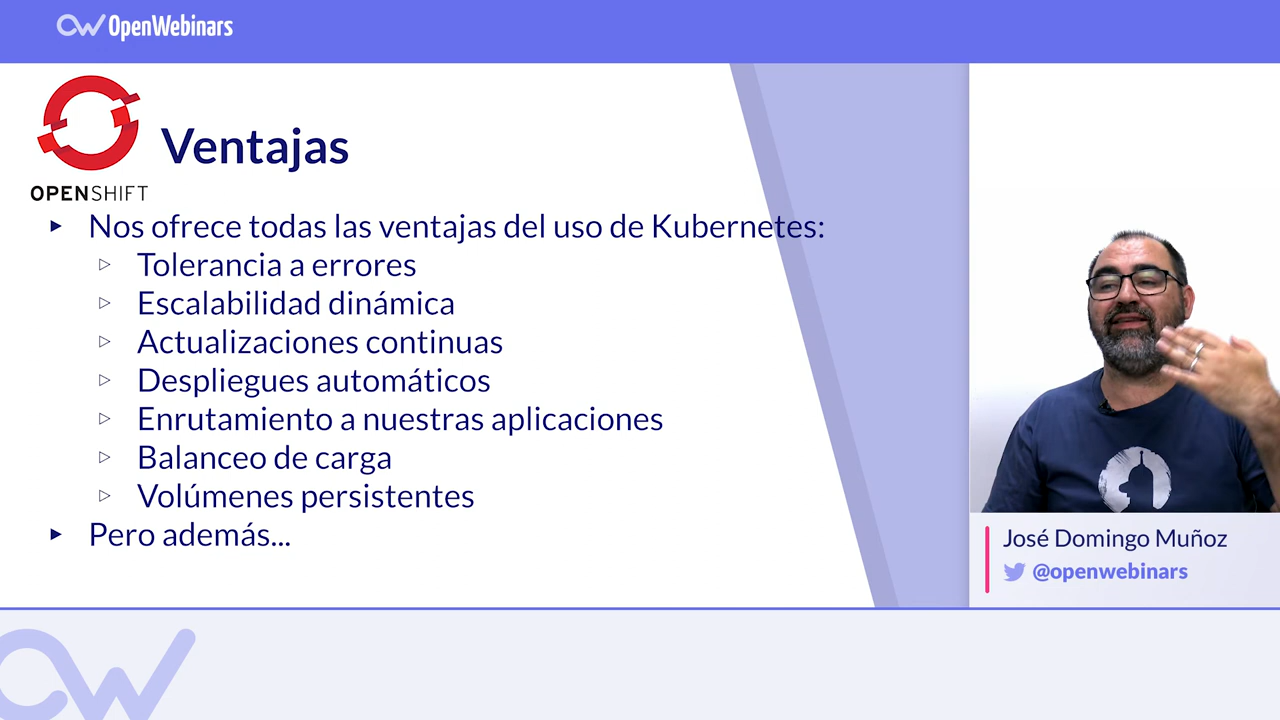 OpenWebinars
OPENSHIFT
Ventajas
Nos ofrece todas las ventajas del uso de Kubernetes:
Tolerancia a errores
Escalabilidad dinámica
Actualizaciones continuas
Despliegues automáticos
Enrutamiento a nuestras aplicaciones
Balanceo de carga
Volúmenes persistentes
Pero además...
José Domingo Muñoz
@openwebinars